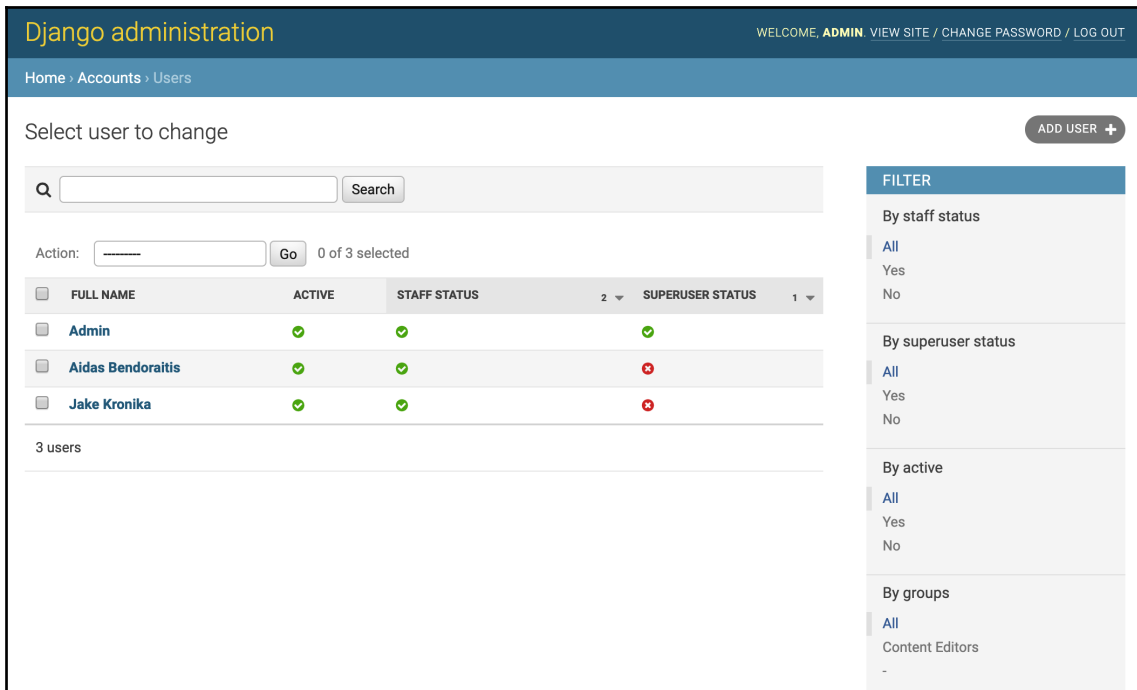 Django administration
WELCOME, ADMIN. VIEW SITE / CHANGE PASSWORD / LOG OUT
Home › Accounts › Users
Select user to change
ADD USER +
Search
Action: --------- Go 0 of 3 selected
FULL NAME ACTIVE STAFF STATUS 2 SUPERUSER STATUS 1
Admin
Aidas Bendoraitis
Jake Kronika
3 users
FILTER
By staff status
All
Yes
No
By superuser status
All
Yes
No
By active
All
Yes
No
By groups
All
Content Editors
-